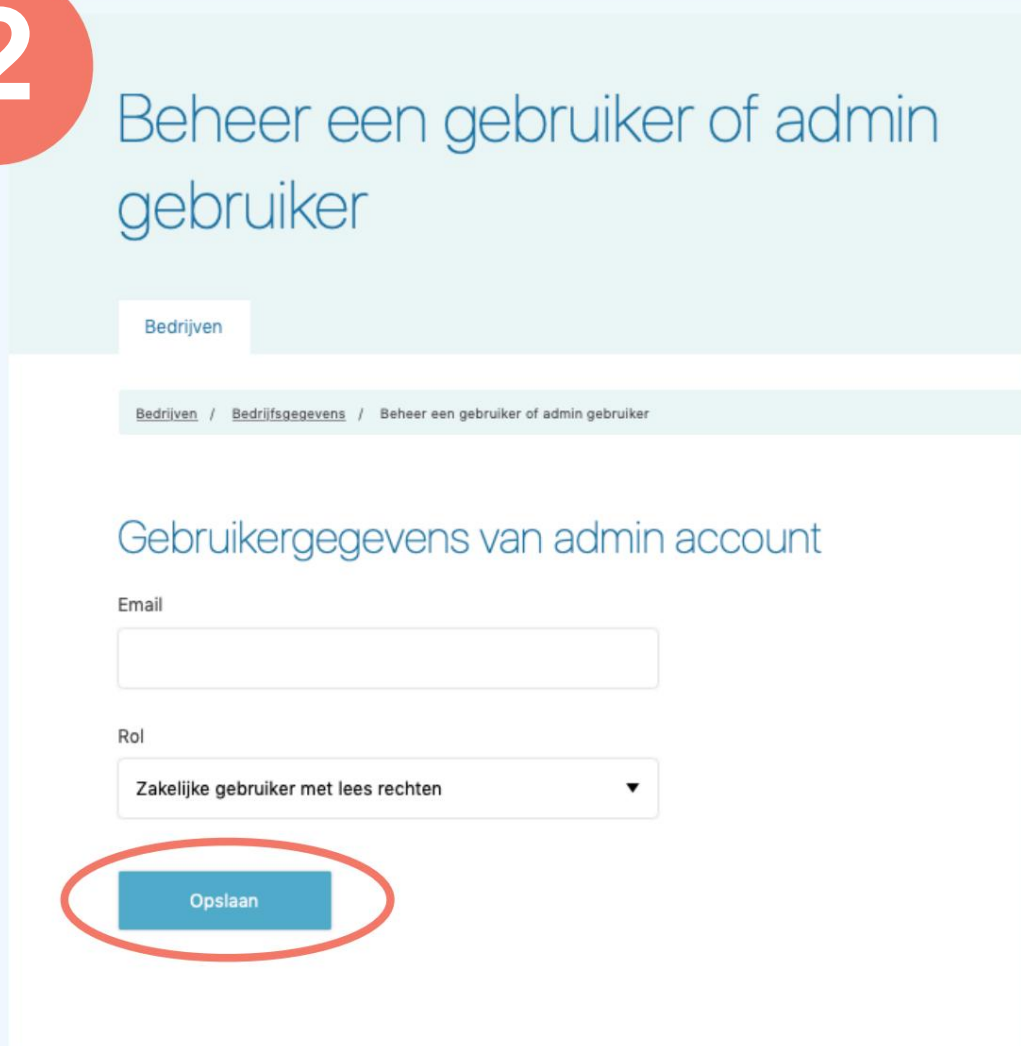 2
Beheer een gebruiker of admin
gebruiker
Bedrijven
Bedrijven / Bedrijfsgegevens / Beheer een gebruiker of admin gebruiker
Gebruikergegevens van admin account
Email
Rol
Zakelijke gebruiker met lees rechten
Opslaan